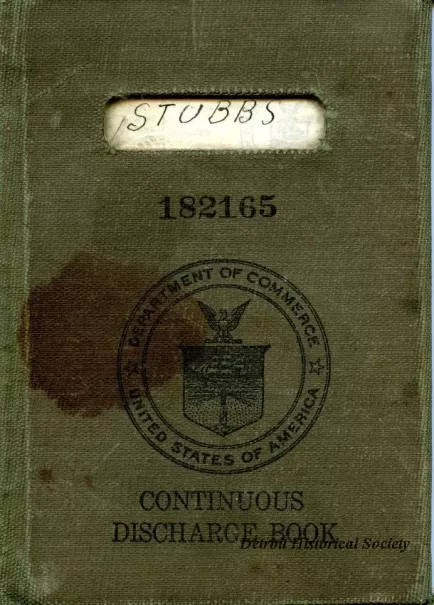 STUBBS
182165
DEPARTMENT OF COMMERCE
UNITED STATES OF AMERICA
CONTINUOUS
DISCHARGE BOOK
Detroit Historical Society